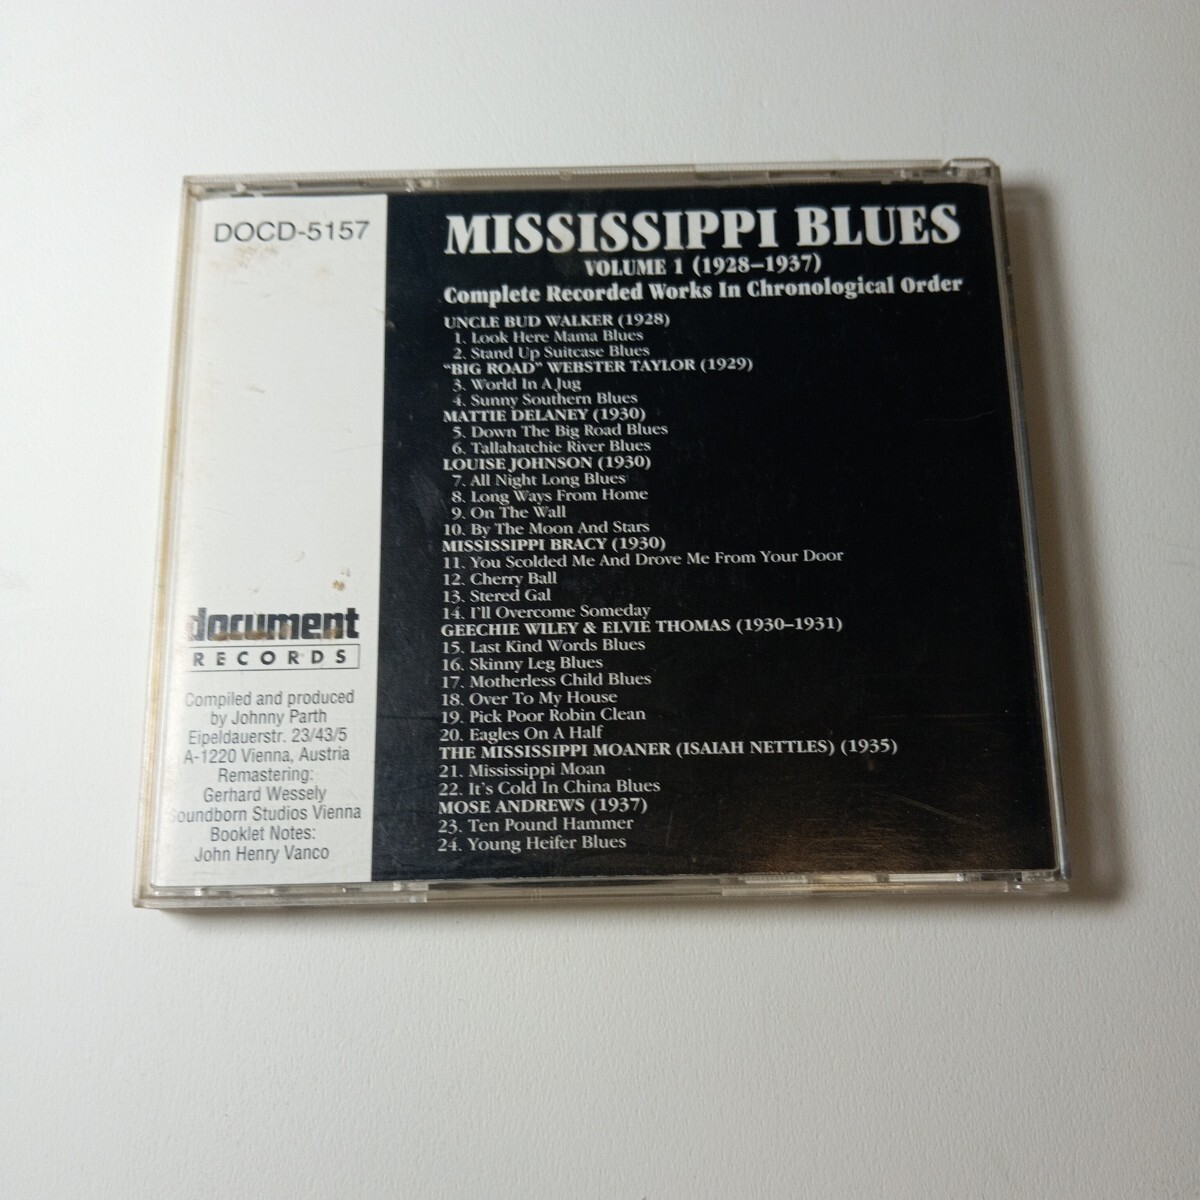 DOCD-5157
document
RECORDS
Compiled and produced
by Johnny Parth
Eipeldauerstr. 23/43/5
A-1220 Vienna, Austria
Remastering:
Gerhard Wessely
Soundborn Studios Vienna
Booklet Notes:
John Henry Vanco
MISSISSIPPI BLUES
VOLUME 1 (1928–1937)
Complete Recorded Works In Chronological Order
UNCLE BUD WALKER (1928)
1. Look Here Mama Blues
2. Stand Up Suitcase Blues
“BIG ROAD” WEBSTER TAYLOR (1929)
3. World In A Jug
4. Sunny Southern Blues
MATTIE DELANEY (1930)
5. Down The Big Road Blues
6. Tallahatchie River Blues
LOUISE JOHNSON (1930)
7. All Night Long Blues
8. Long Ways From Home
9. On The Wall
10. By The Moon And Stars
MISSISSIPPI BRACY (1930)
11. You Scolded Me And Drove Me From Your Door
12. Cherry Ball
13. Stered Gal
14. I'll Overcome Someday
GEECHIE WILEY & ELVIE THOMAS (1930–1931)
15. Last Kind Words Blues
16. Skinny Leg Blues
17. Motherless Child Blues
18. Over To My House
19. Pick Poor Robin Clean
20. Eagles On A Half
THE MISSISSIPPI MOANER (ISAIAH NETTLES) (1935)
21. Mississippi Moan
22. It's Cold In China Blues
MOSE ANDREWS (1937)
23. Ten Pound Hammer
24. Young Heifer Blues